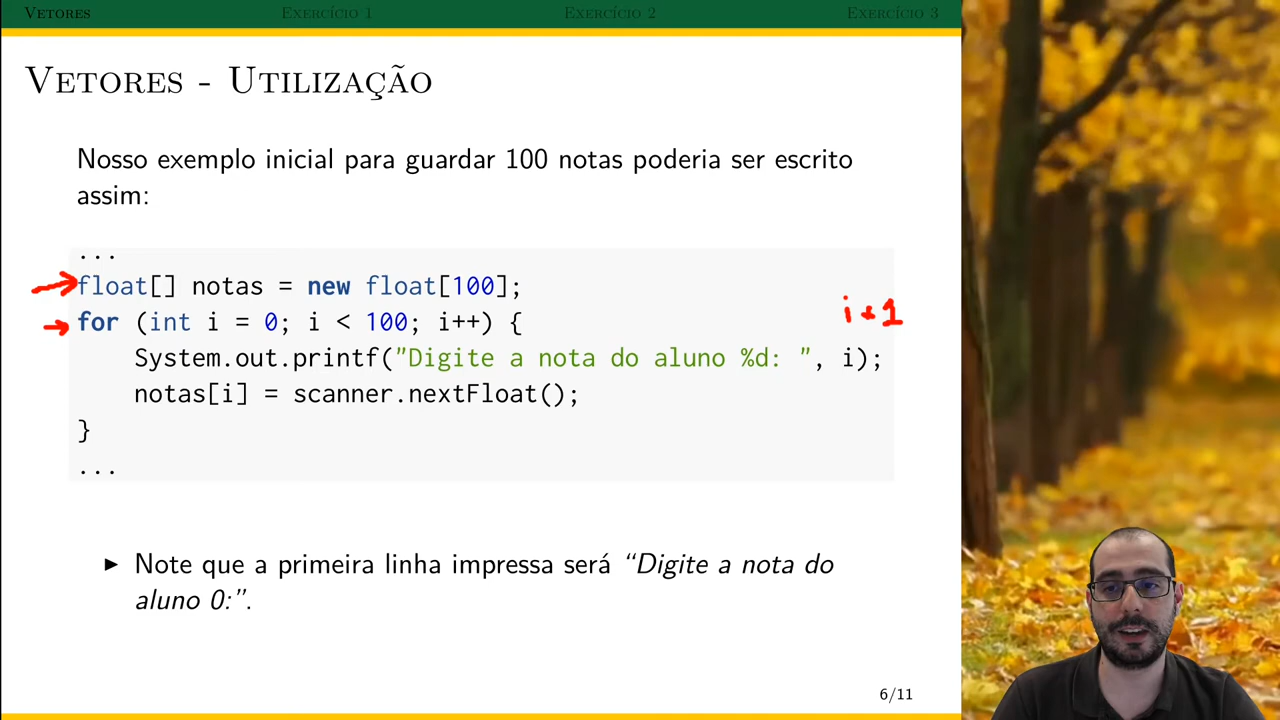 Vetores Exercício 1 Exercício 2 Exercício 3
Vetores - Utilização
Nosso exemplo inicial para guardar 100 notas poderia ser escrito
assim:
...
float[] notas = new float[100];
for (int i = 0; i < 100; i++) {
i+1
System.out.printf("Digite a nota do aluno %d: ", i);
notas[i] = scanner.nextFloat();
}
...
▶ Note que a primeira linha impressa será “Digite a nota do
aluno 0:”.
6/11